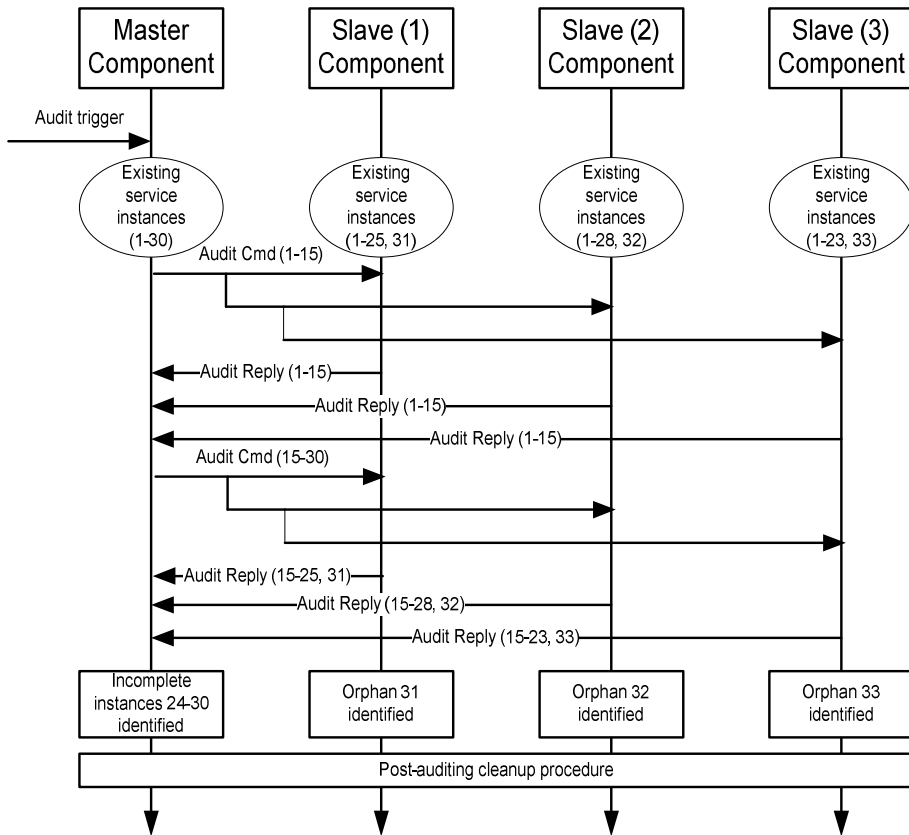 Master
Component
Slave (1)
Component
Slave (2)
Component
Slave (3)
Component
Audit trigger
Existing
service
instances
(1-30)
Existing
service
instances
(1-25, 31)
Existing
service
instances
(1-28, 32)
Existing
service
instances
(1-23, 33)
Audit Cmd (1-15)
Audit Reply (1-15)
Audit Reply (1-15)
Audit Reply (1-15)
Audit Cmd (15-30)
Audit Reply (15-25, 31)
Audit Reply (15-28, 32)
Audit Reply (15-23, 33)
Incomplete
instances 24-30
identified
Orphan 31
identified
Orphan 32
identified
Orphan 33
identified
Post-auditing cleanup procedure